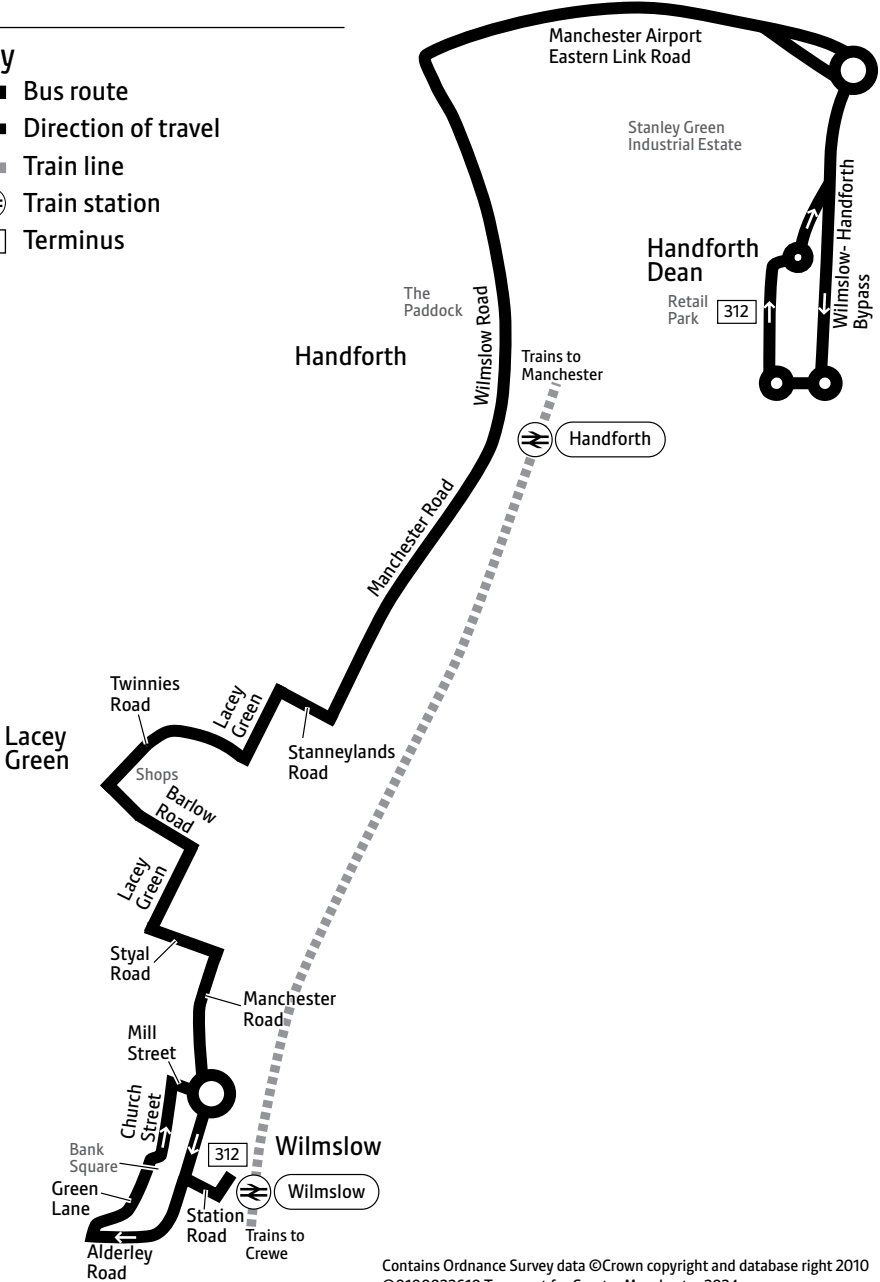 y
Bus route
Direction of travel
Train line
Train station
Terminus
Manchester Airport
Eastern Link Road
Stanley Green
Industrial Estate
Wilmslow- Handforth
Bypass
Handforth
Dean
Retail
Park
312
The
Paddock
Wilmslow Road
Handforth
Trains to
Manchester
Handforth
Manchester Road
Twinnies
Road
Lacey
Green
Lacey
Green
Stanneylands
Road
Shops
Barlow
Road
Lacey
Green
Styal
Road
Manchester
Road
Mill
Street
Church
Street
Bank
Square
Green
Lane
312
Wilmslow
Wilmslow
Station
Road
Trains to
Crewe
Alderley
Road
Contains Ordnance Survey data ©Crown copyright and database right 2010